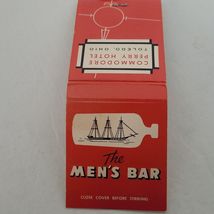 COMMODORE
PERRY HOTEL
TOLEDO, OHIO
The
MEN'S BAR
CLOSE COVER BEFORE STRIKING